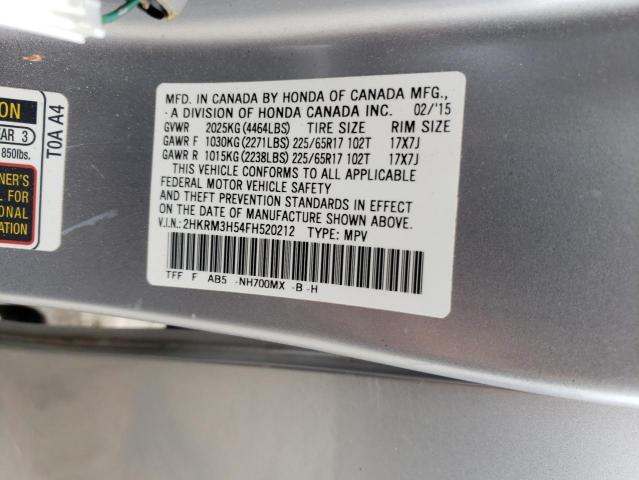 MFD. IN CANADA BY HONDA OF CANADA MFG.,
A DIVISION OF HONDA CANADA INC. 02/'15
GVWR 2025KG (4464LBS) TIRE SIZE RIM SIZE
GAWR F 1030KG (2271LBS) 225/65R17 102T 17X7J
GAWR R 1015KG (2238LBS) 225/65R17 102T 17X7J
THIS VEHICLE CONFORMS TO ALL APPLICABLE
FEDERAL MOTOR VEHICLE SAFETY
AND THEFT PREVENTION STANDARDS IN EFFECT
ON THE DATE OF MANUFACTURE SHOWN ABOVE.
V.I.N.: 2HKRM3H54FH520212 TYPE: MPV
TFF F AB5 -NH700MX -B -H
ON
EAR 3
850lbs.
NER'S
L FOR
ONAL
ATION
T0A A4